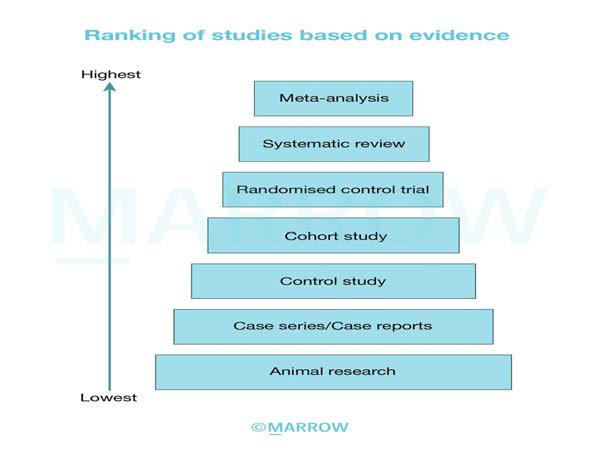 Ranking of studies based on evidence
Highest
Meta-analysis
Systematic review
Randomised control trial
MARROW
Cohort study
Control study
Case series/Case reports
Animal research
Lowest
©MARROW